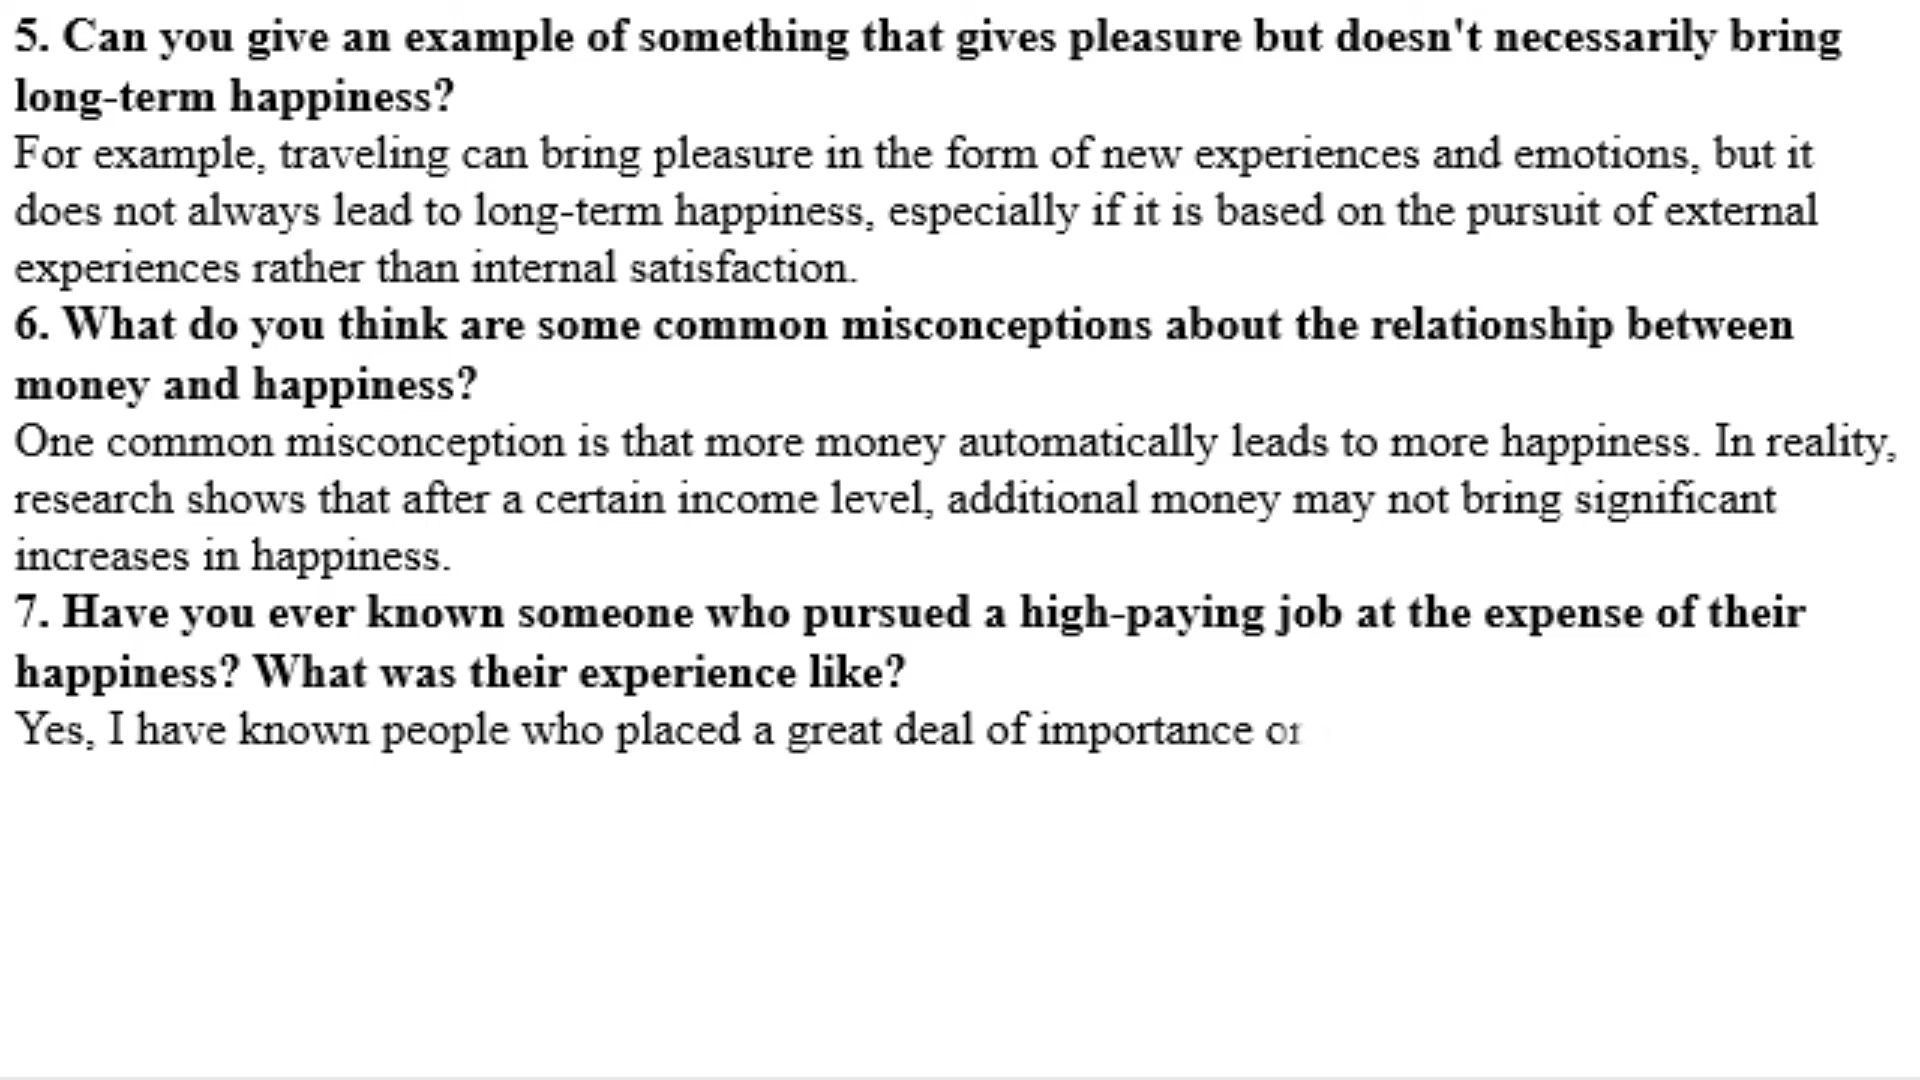 5. Can you give an example of something that gives pleasure but doesn't necessarily bring
long-term happiness?
For example, traveling can bring pleasure in the form of new experiences and emotions, but it
does not always lead to long-term happiness, especially if it is based on the pursuit of external
experiences rather than internal satisfaction.
6. What do you think are some common misconceptions about the relationship between
money and happiness?
One common misconception is that more money automatically leads to more happiness. In reality,
research shows that after a certain income level, additional money may not bring significant
increases in happiness.
7. Have you ever known someone who pursued a high-paying job at the expense of their
happiness? What was their experience like?
Yes, I have known people who placed a great deal of importance